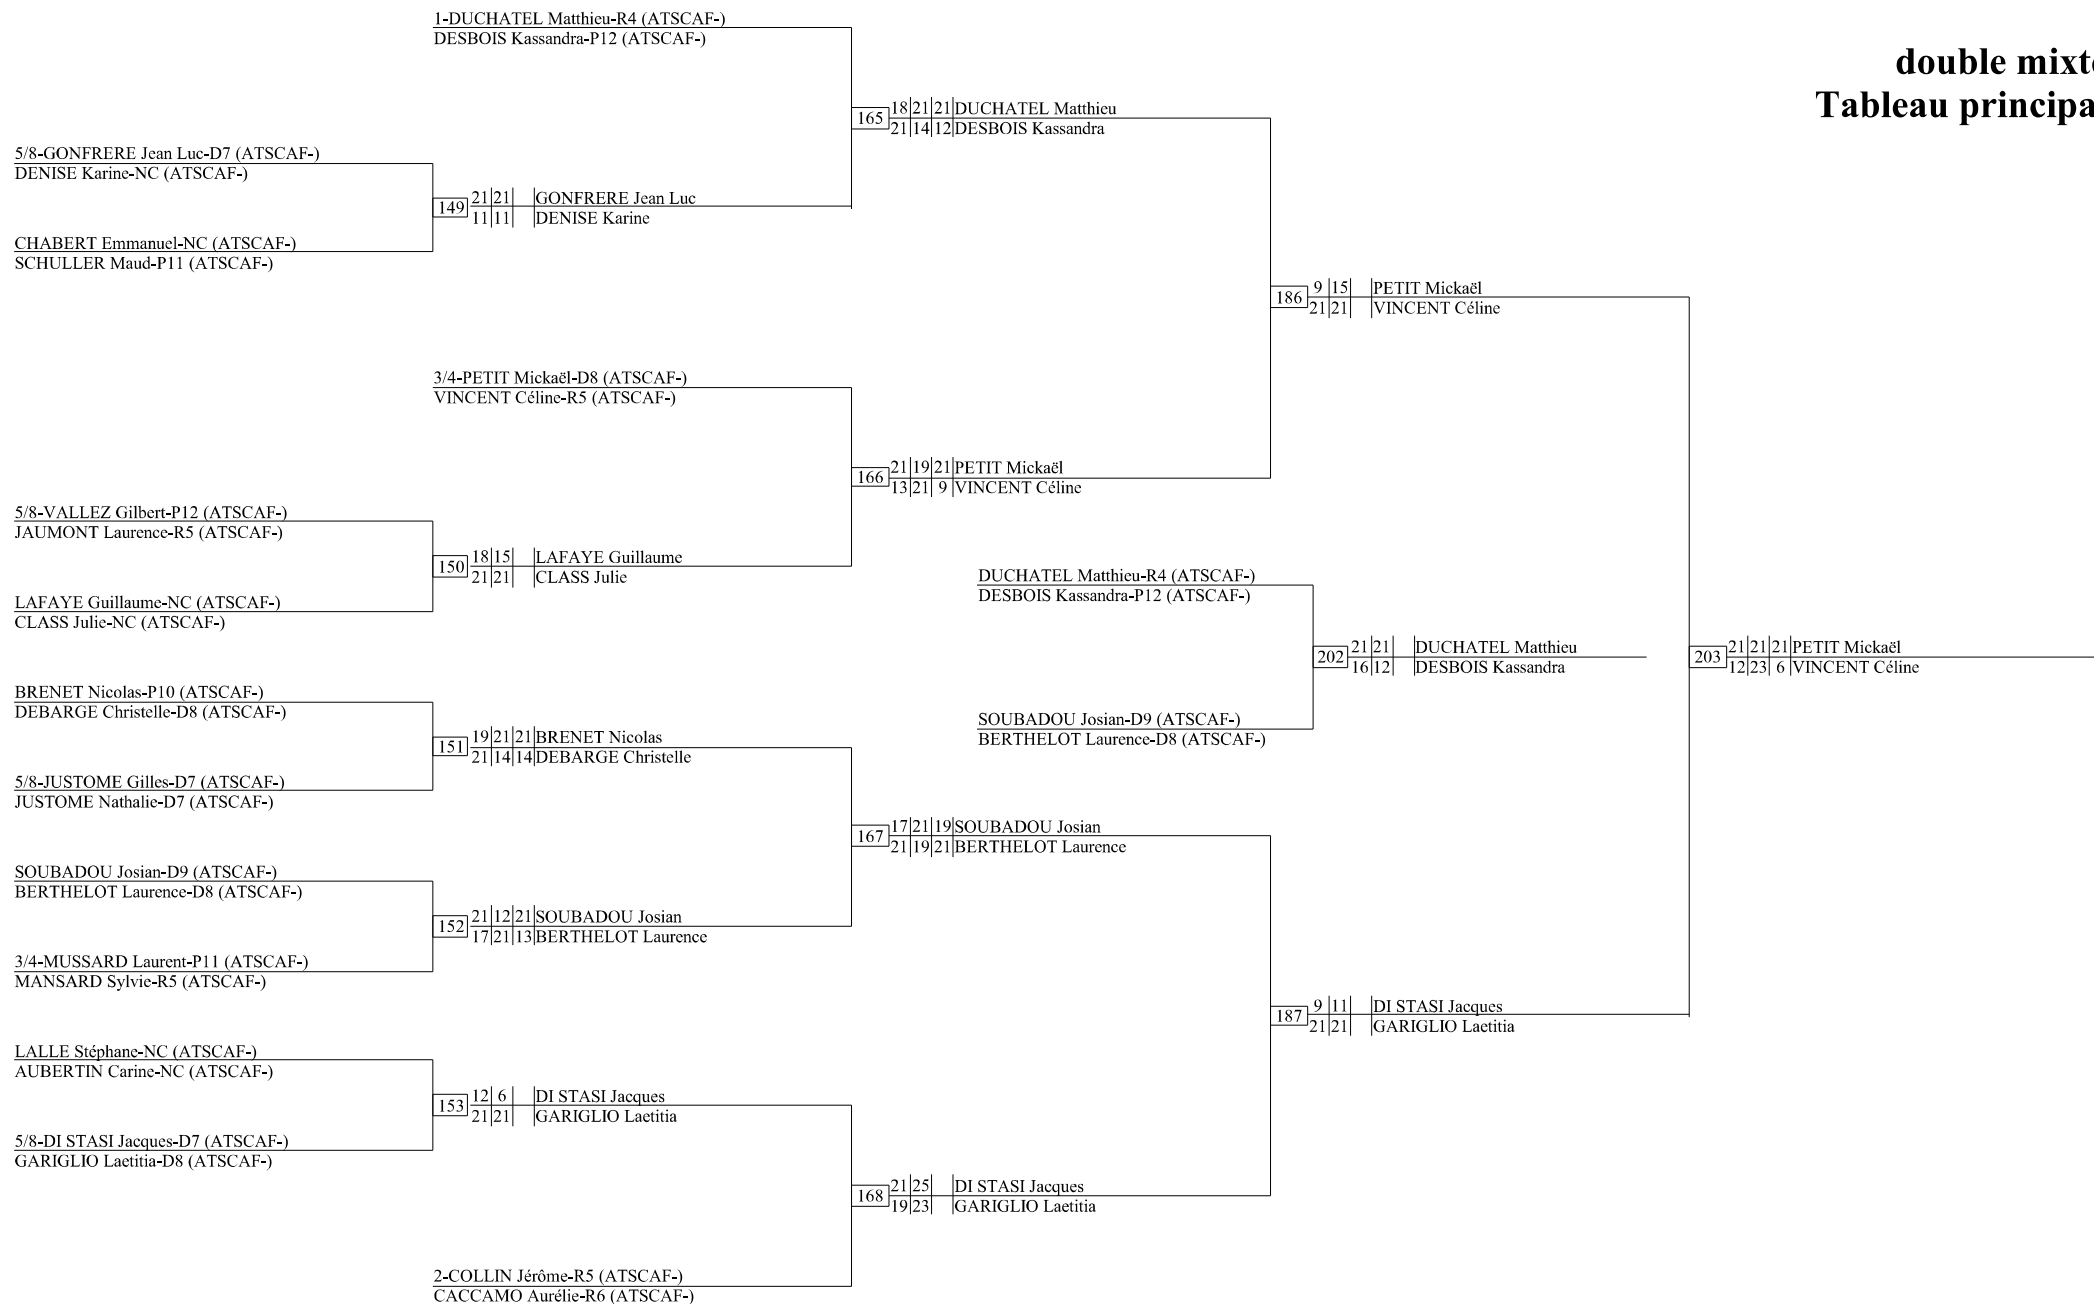 1-DUCHATEL Matthieu-R4 (ATSCAF-)
DESBOIS Kassandra-P12 (ATSCAF-)
double mixte
Tableau principa
165 18 21 21 DUCHATEL Matthieu
21 14 12 DESBOIS Kassandra
5/8-GONFRERE Jean Luc-D7 (ATSCAF-)
DENISE Karine-NC (ATSCAF-)
149 21 21 GONFRERE Jean Luc
11 11 DENISE Karine
CHABERT Emmanuel-NC (ATSCAF-)
SCHULLER Maud-P11 (ATSCAF-)
186 9 15 PETIT Mickaël
21 21 VINCENT Céline
3/4-PETIT Mickaël-D8 (ATSCAF-)
VINCENT Céline-R5 (ATSCAF-)
166 21 19 21 PETIT Mickaël
13 21 9 VINCENT Céline
5/8-VALLEZ Gilbert-P12 (ATSCAF-)
JAUMONT Laurence-R5 (ATSCAF-)
150 18 15 LAFAYE Guillaume
21 21 CLASS Julie
DUCHATEL Matthieu-R4 (ATSCAF-)
DESBOIS Kassandra-P12 (ATSCAF-)
LAFAYE Guillaume-NC (ATSCAF-)
CLASS Julie-NC (ATSCAF-)
202 21 21 DUCHATEL Matthieu
16 12 DESBOIS Kassandra
203 21 21 21 PETIT Mickaël
12 23 6 VINCENT Céline
BRENET Nicolas-P10 (ATSCAF-)
DEBARGE Christelle-D8 (ATSCAF-)
SOUBADOU Josian-D9 (ATSCAF-)
BERTHELOT Laurence-D8 (ATSCAF-)
151 19 21 21 BRENET Nicolas
21 14 14 DEBARGE Christelle
5/8-JUSTOME Gilles-D7 (ATSCAF-)
JUSTOME Nathalie-D7 (ATSCAF-)
167 17 21 19 SOUBADOU Josian
21 19 21 BERTHELOT Laurence
SOUBADOU Josian-D9 (ATSCAF-)
BERTHELOT Laurence-D8 (ATSCAF-)
152 21 12 21 SOUBADOU Josian
17 21 13 BERTHELOT Laurence
3/4-MUSSARD Laurent-P11 (ATSCAF-)
MANSARD Sylvie-R5 (ATSCAF-)
187 9 11 DI STASI Jacques
21 21 GARIGLIO Laetitia
LALLE Stéphane-NC (ATSCAF-)
AUBERTIN Carine-NC (ATSCAF-)
153 12 6 DI STASI Jacques
21 21 GARIGLIO Laetitia
5/8-DI STASI Jacques-D7 (ATSCAF-)
GARIGLIO Laetitia-D8 (ATSCAF-)
168 21 25 DI STASI Jacques
19 23 GARIGLIO Laetitia
2-COLLIN Jérôme-R5 (ATSCAF-)
CACCAMO Aurélie-R6 (ATSCAF-)